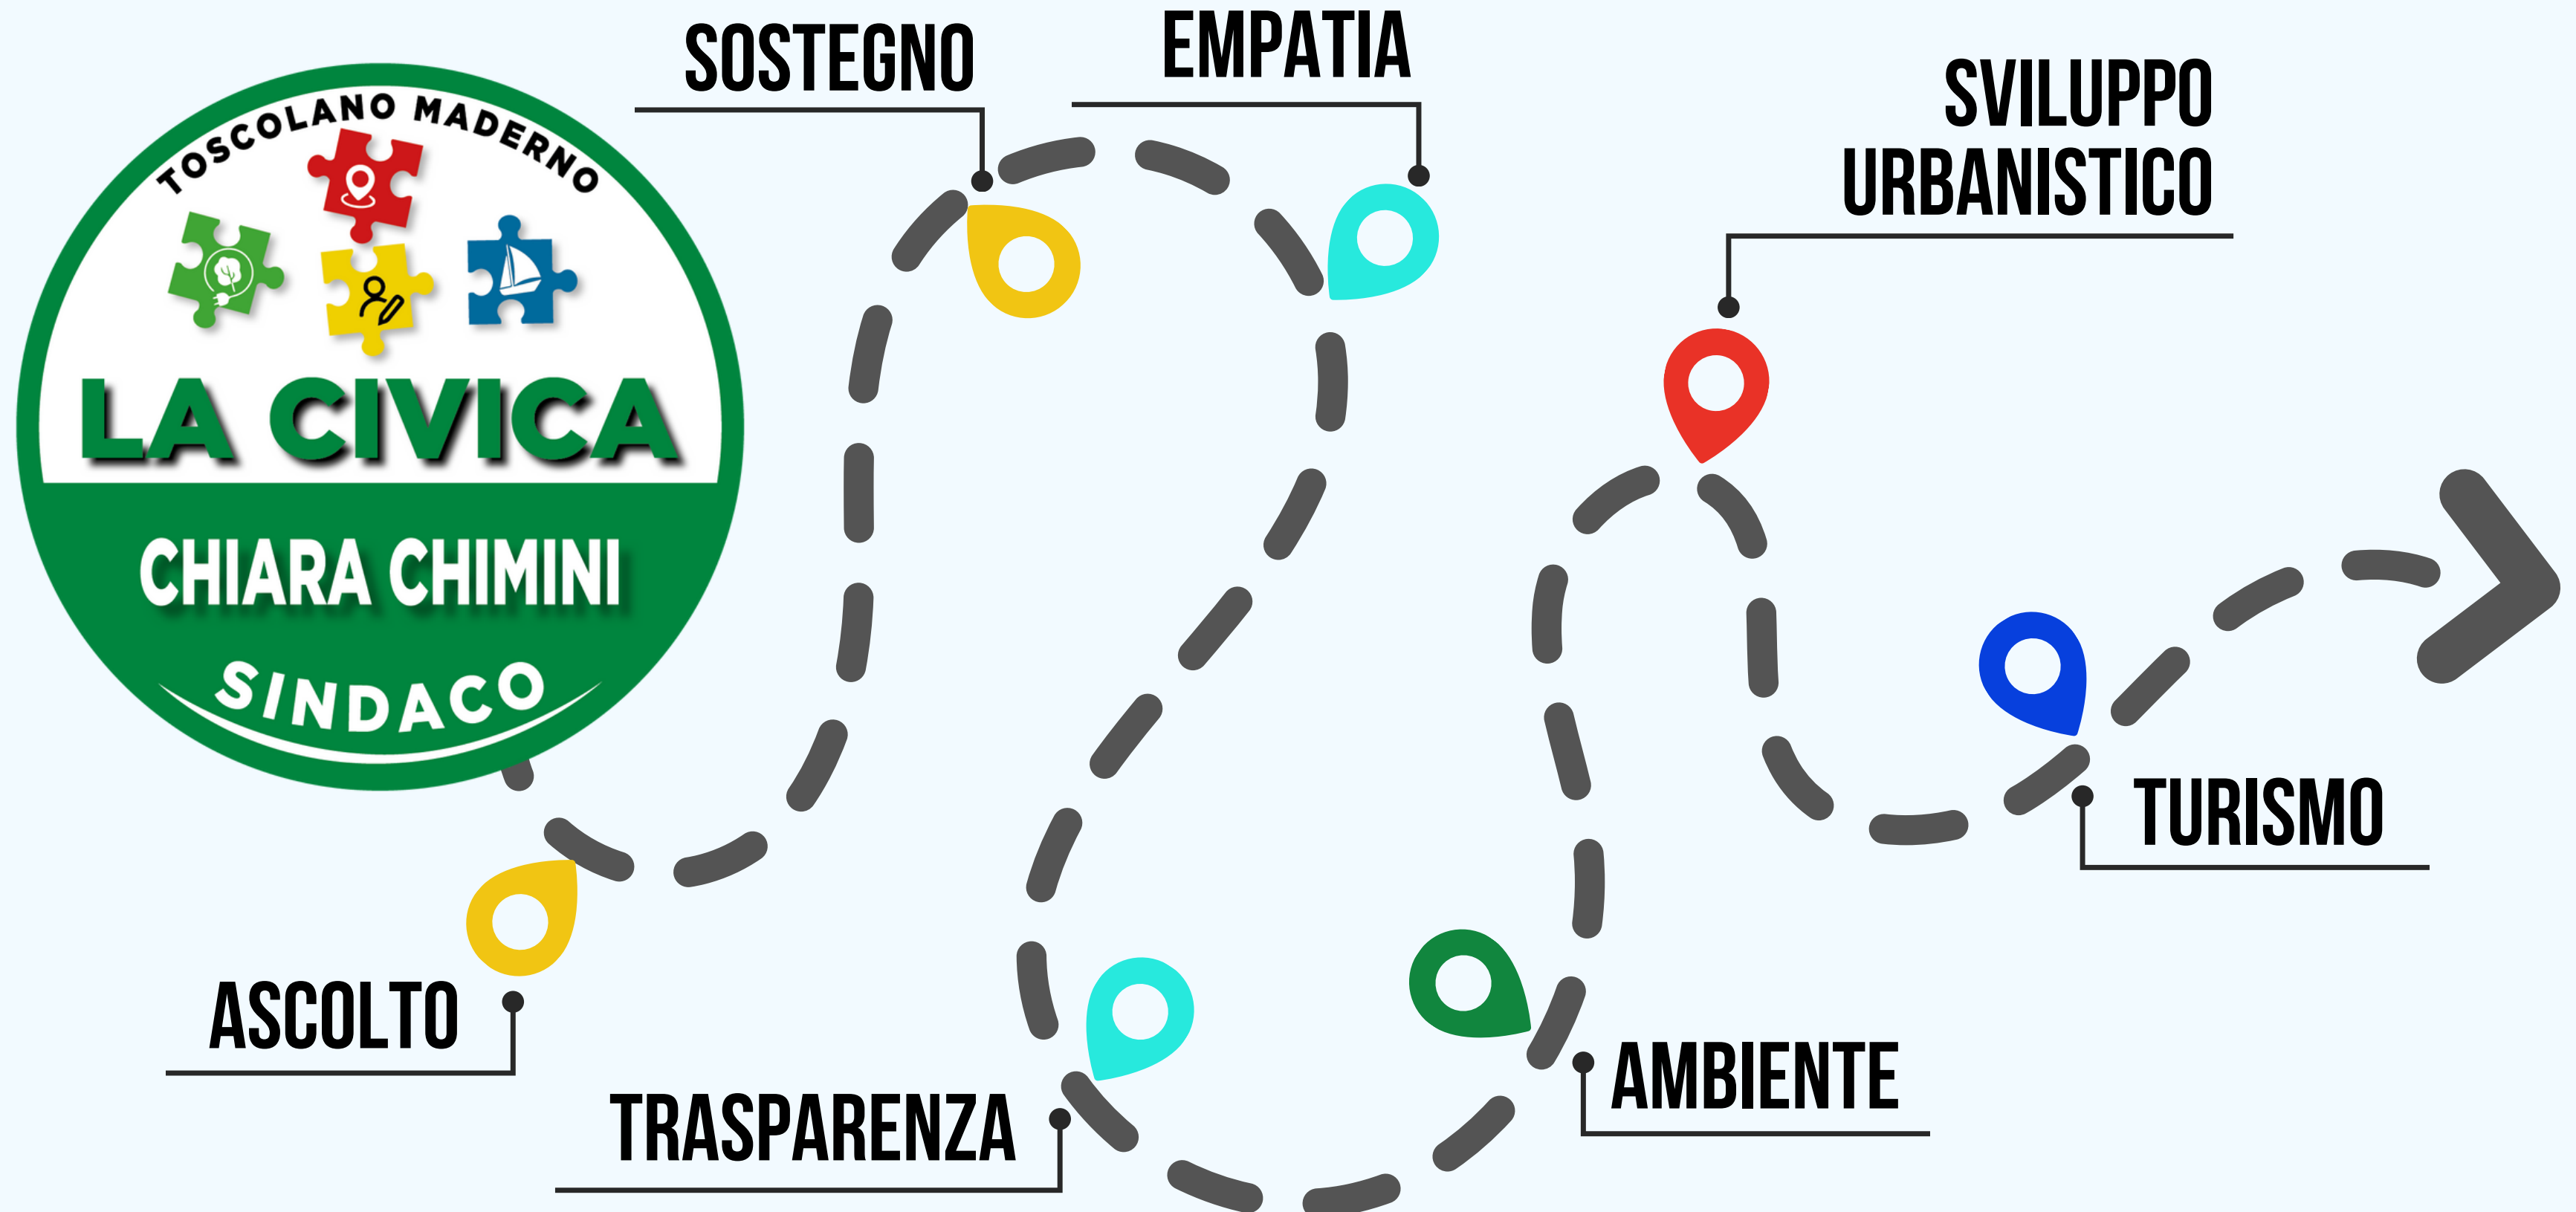 TOSCOLANO MADERNO
LA CIVICA
CHIARA CHIMINI
SINDACO
ASCOLTO
SOSTEGNO
EMPATIA
TRASPARENZA
AMBIENTE
SVILUPPO
URBANISTICO
TURISMO